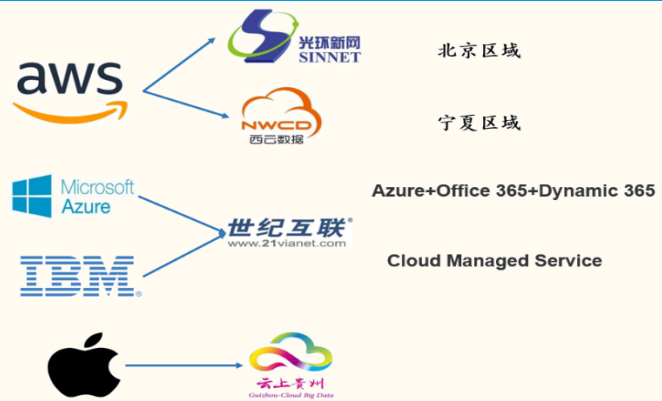 光环新网
SINNET
北京区域
aws
NWCD
西云数据
宁夏区域
Microsoft
Azure
Azure+Office 365+Dynamic 365
世纪互联
www.21vianet.com
IBM
Cloud Managed Service
云上贵州
Guizhou-Cloud Big Data